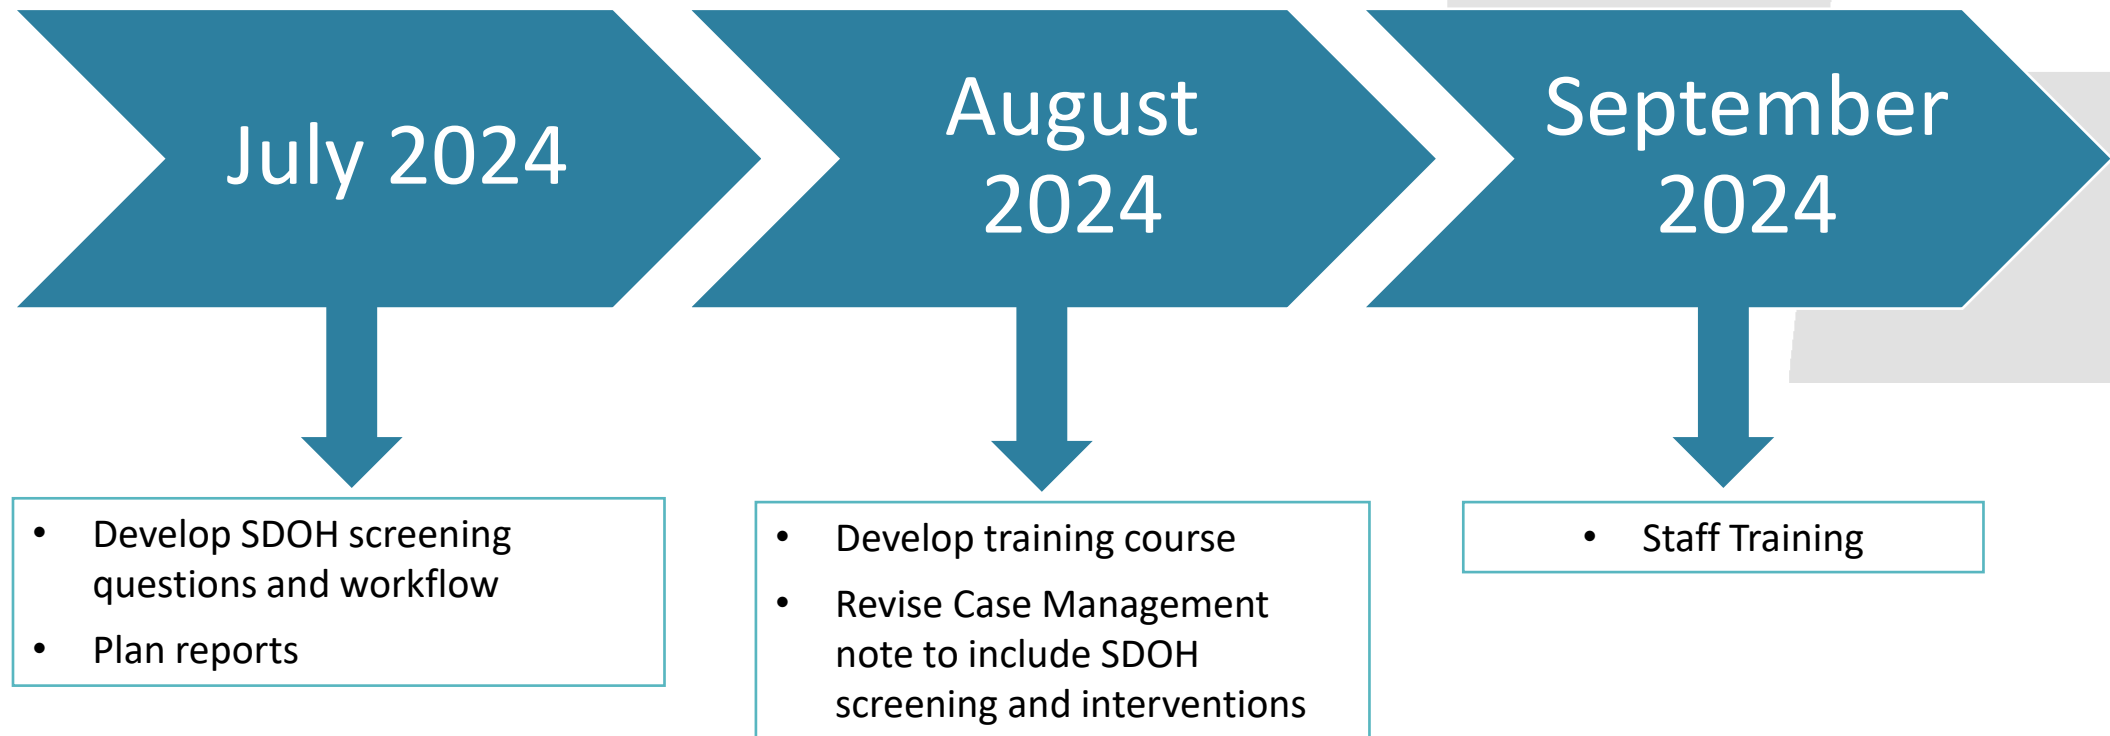 July 2024
August
2024
September
2024
• Develop SDOH screening
questions and workflow
• Plan reports
• Develop training course
• Revise Case Management
note to include SDOH
screening and interventions
• Staff Training